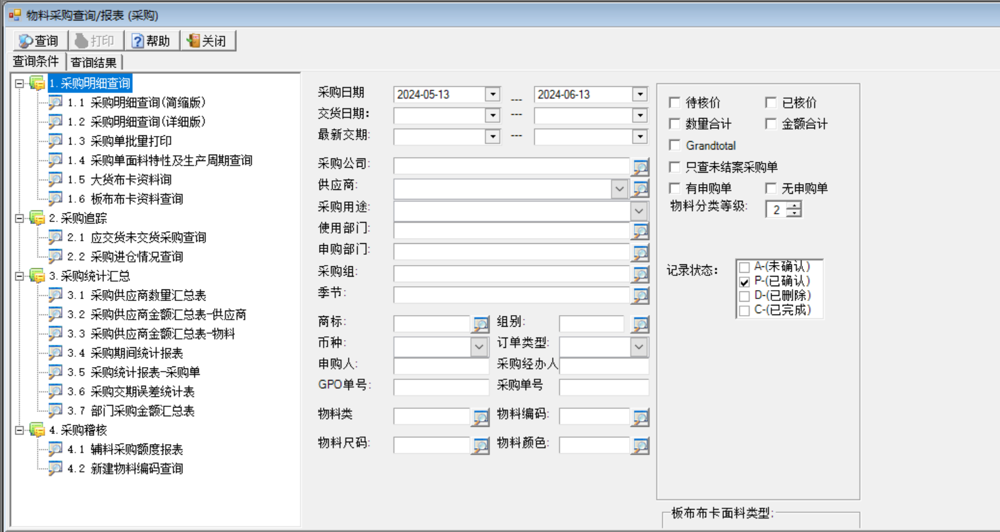 物料采购查询/报表 (采购)
查询 打印 帮助 关闭
查询条件 查询结果
1.采购明细查询
1.1 采购明细查询(简缩版)
1.2 采购明细查询(详细版)
1.3 采购单批量打印
1.4 采购单面料特性及生产周期查询
1.5 大货布卡资料询
1.6 板布布卡资料查询
2.采购追踪
2.1 应交货未交货采购查询
2.2 采购进仓情况查询
3.采购统计汇总
3.1 采购供应商数量汇总表
3.2 采购供应商金额汇总表-供应商
3.3 采购供应商金额汇总表-物料
3.4 采购期间统计报表
3.5 采购统计报表-采购单
3.6 采购交期误差统计表
3.7 部门采购金额汇总表
4.采购稽核
4.1 辅料采购额度报表
4.2 新建物料编码查询
采购日期 2024-05-13 --- 2024-06-13
交货日期: ---
最新交期: ---
采购公司:
供应商:
采购用途:
使用部门:
申购部门:
采购组:
季节:
商标: 组别:
币种: 订单类型:
申购人: 采购经办人
GPO单号: 采购单号
物料类 物料编码:
物料尺码: 物料颜色:
待核价 已核价
数量合计 金额合计
Grandtotal
只查未结案采购单
有申购单 无申购单
物料分类等级: 2
记录状态:
A-(未确认)
P-(已确认)
D-(已删除)
C-(已完成)
板布布卡面料类型: